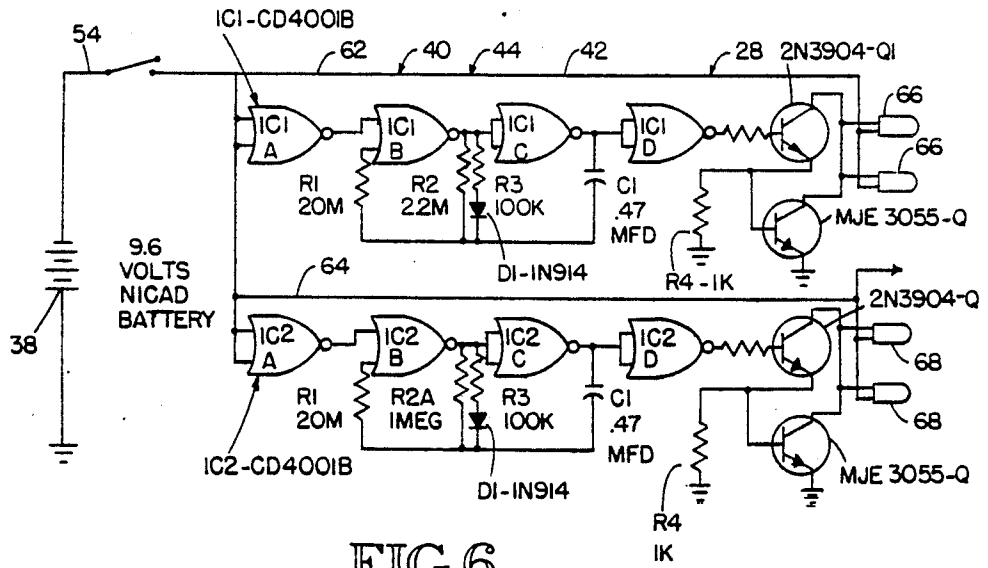 IC1-CD4001B
54
62
40
44
42
28
2N3904-Q1
66
IC1
A
IC1
B
IC1
C
IC1
D
R1
20M
R2
2.2M
R3
100K
C1
.47
MFD
66
MJE 3055-Q
D1-1N914
R4-1K
9.6
VOLTS
NICAD
BATTERY
38
64
2N3904-Q
IC2
A
IC2
B
IC2
C
IC2
D
68
R1
20M
R2A
1MEG
R3
100K
C1
.47
MFD
68
IC2-CD4001B
D1-1N914
MJE 3055-Q
R4
1K
FIG.6